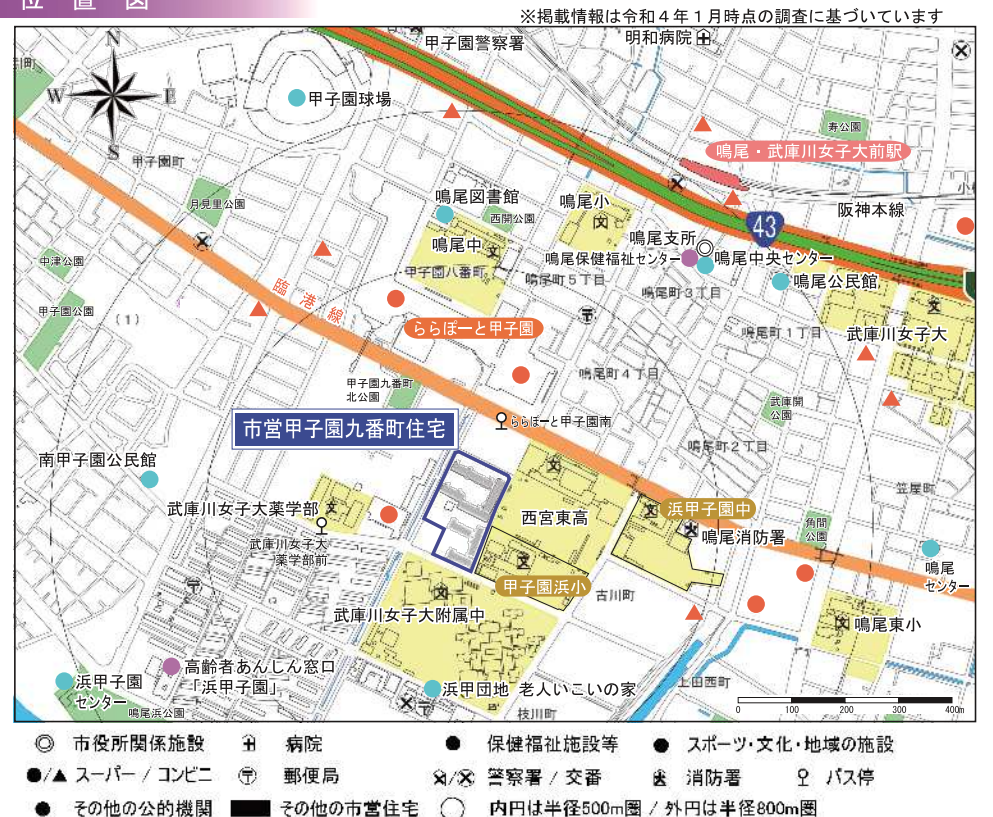 位置図
※掲載情報は令和４年１月時点の調査に基づいています
甲子園警察署
明和病院
N
W
E
S
甲子園球場
寿公園
鳴尾・武庫川女子大前駅
甲子園町
月見里公園
鳴尾図書館
西開公園
鳴尾小
阪神本線
43
鳴尾支所
鳴尾中
鳴尾保健福祉センター
鳴尾中央センター
中津公園
甲子園八番町
鳴尾町５丁目
鳴尾公民館
鳴尾町３丁目
臨港線
甲子園公園
(１)
ららぽーと甲子園
鳴尾町１丁目
武庫川女子大
鳴尾町４丁目
甲子園九番町
北公園
武庫開
公園
市営甲子園九番町住宅
ららぽーと甲子園南
鳴尾町２丁目
南甲子園公民館
笠屋町
武庫川女子大薬学部
西宮東高
浜甲子園中
角間
公園
鳴尾消防署
武庫川女子大
薬学部前
鳴尾
センター
甲子園浜小
古川町
武庫川女子大附属中
鳴尾東小
高齢者あんしん窓口
「浜甲子園」
浜甲子園
センター
浜甲団地 老人いこいの家
上田西町
鳴尾浜公園
枝川町
0 100 200 300 400m
市役所関係施設 病院 保健福祉施設等 スポーツ・文化・地域の施設
スーパー / コンビニ 郵便局 警察署 / 交番 消防署 バス停
その他の公的機関 その他の市営住宅 内円は半径500m圏 / 外円は半径800m圏